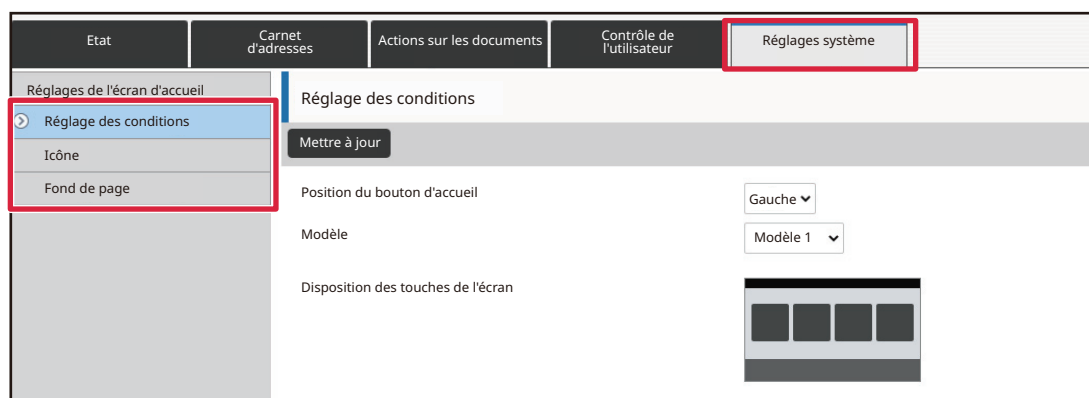 Etat
Carnet
d'adresses
Actions sur les documents
Contrôle de
l'utilisateur
Réglages système
Réglages de l'écran d'accueil
Réglage des conditions
Icône
Fond de page
Réglage des conditions
Mettre à jour
Position du bouton d'accueil
Gauche
Modèle
Modèle 1
Disposition des touches de l'écran